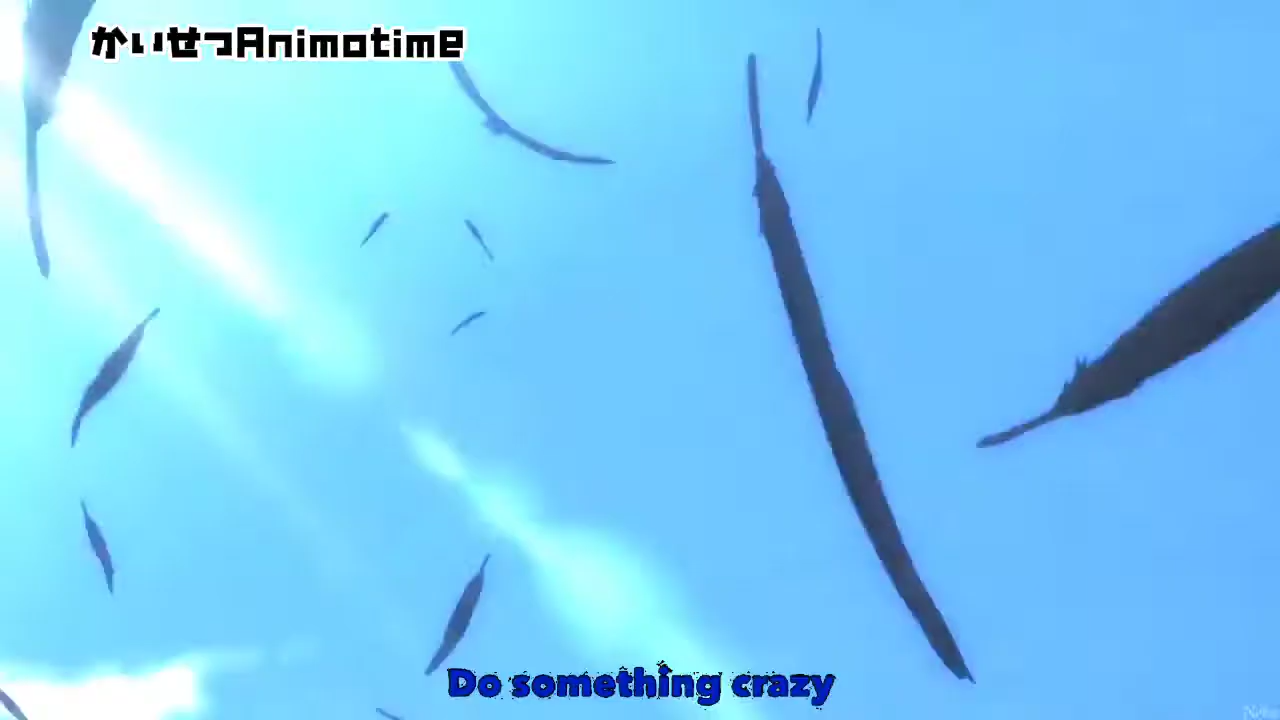 かいせつAnimotime
Do something crazy